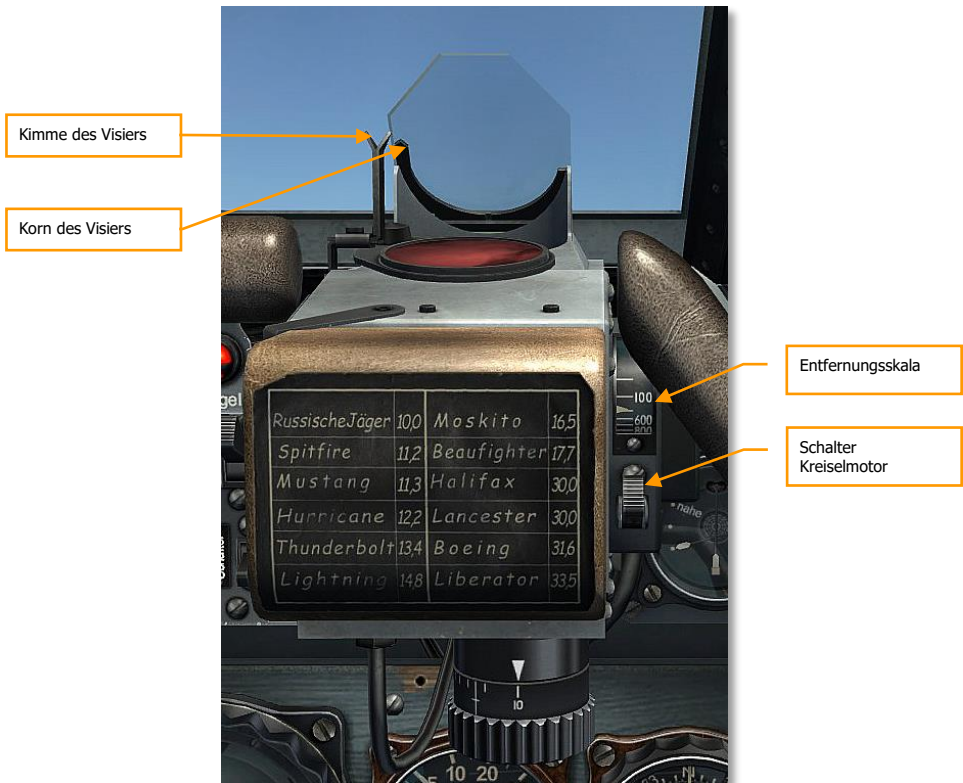 Kimme des Visiers
Korn des Visiers
Entfernungsskala
Schalter
Kreiselmotor
gel
100
600
800
nahe
RussischeJäger 10,0 Moskito 16,5
Spitfire 11,2 Beaufighter 17,7
Mustang 11,3 Halifax 30,0
Hurricane 12,2 Lancester 30,0
Thunderbolt 13,4 Boeing 31,6
Lightning 14,8 Liberator 33,5
10
10 20
N